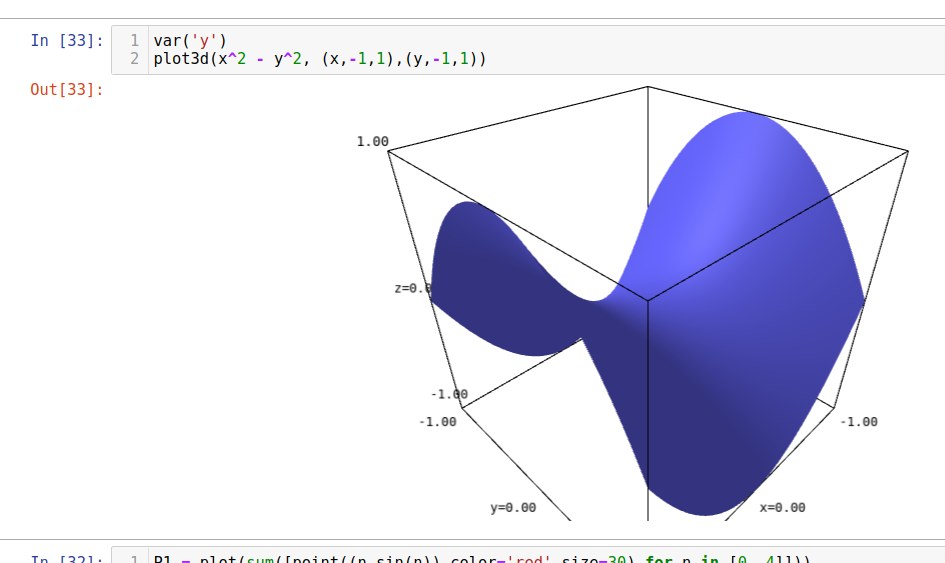 In [33]:
1 var('y')
2 plot3d(x^2 - y^2, (x,-1,1),(y,-1,1))
Out[33]:
1.00
z=0.0
-1.00
-1.00
-1.00
y=0.00
x=0.00
In [32]: 1 P1 = plot(sum([point((n,sin(n)),color='red',size=30) for n in [0..4]]))